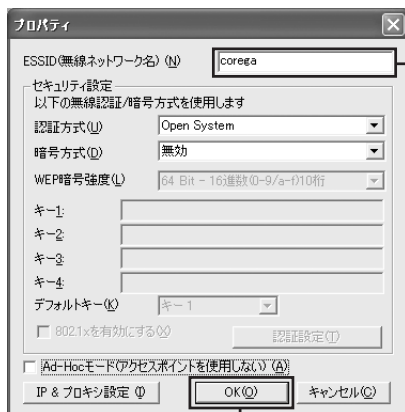 プロパティ
ESSID(無線ネットワーク名) (N) corega
セキュリティ設定
以下の無線認証/暗号方式を使用します
認証方式(U) Open System
暗号方式(D) 無効
WEP暗号強度(L) 64 Bit - 16進数(0-9/a-f)10桁
キー1:
キー2:
キー3:
キー4:
デフォルトキー(K) キー 1
802.1xを有効にする(X) 認証設定(T)
Ad-Hocモード(アクセスポイントを使用しない) (A)
IP & プロキシ設定 (I) OK(O) キャンセル(C)